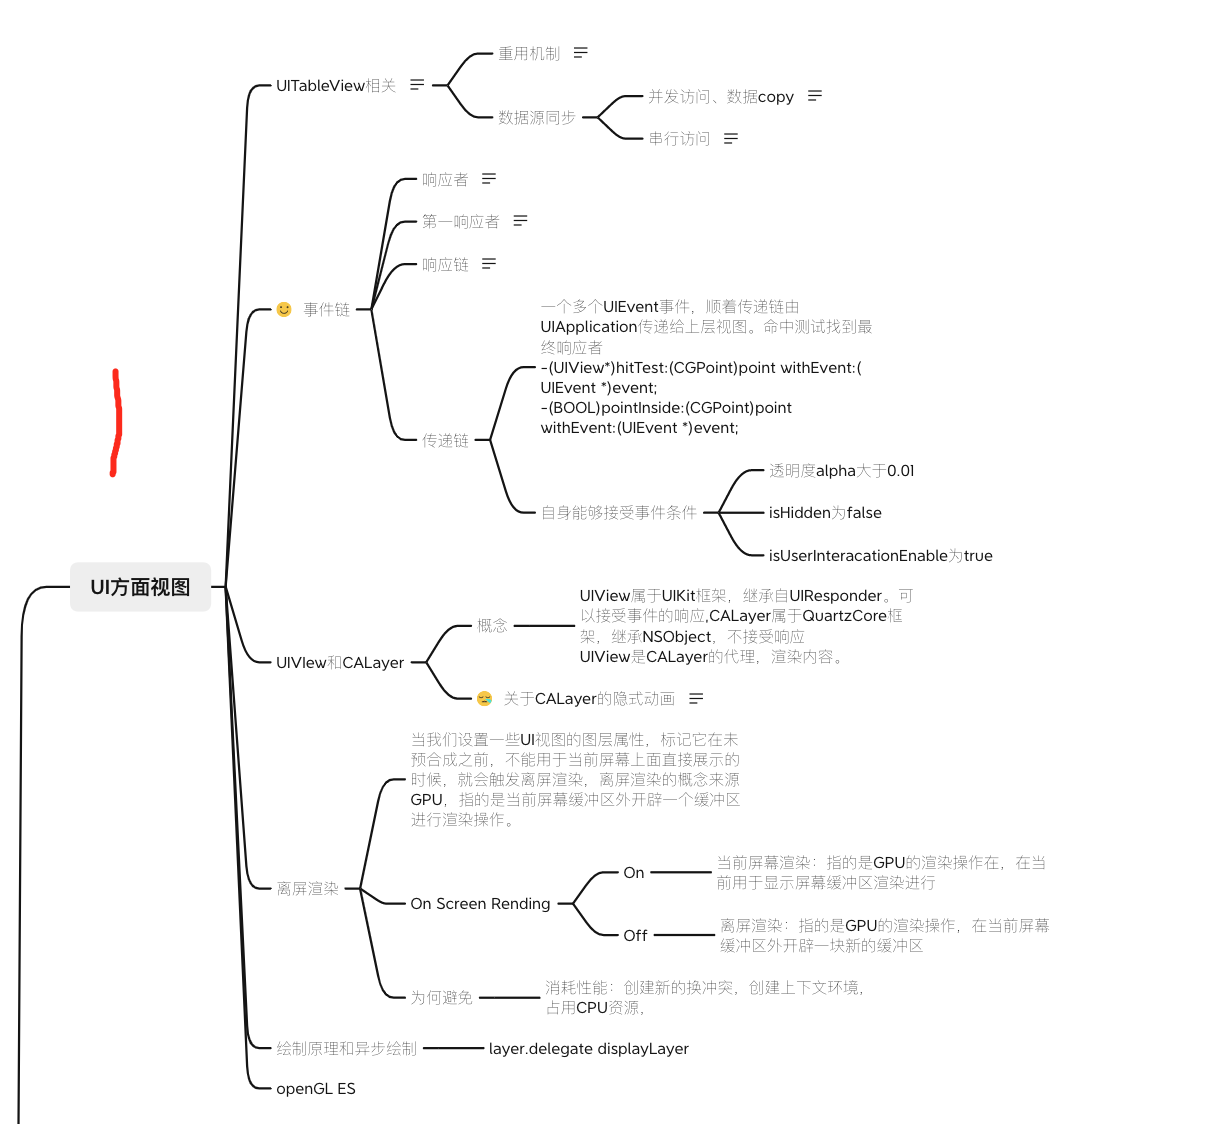 UI方面视图
UITableView相关
重用机制
数据源同步
并发访问、数据copy
串行访问
事件链
响应者
第一响应者
响应链
传递链
一个多个UIEvent事件，顺着传递链由
UIApplication传递给上层视图。命中测试找到最
终响应者
-(UIView*)hitTest:(CGPoint)point withEvent:(
UIEvent *)event;
-(BOOL)pointInside:(CGPoint)point
withEvent:(UIEvent *)event;
自身能够接受事件条件
透明度alpha大于0.01
isHidden为false
isUserInteracationEnable为true
UIVIew和CALayer
概念
UIView属于UIKit框架，继承自UIResponder。可
以接受事件的响应,CALayer属于QuartzCore框
架，继承NSObject，不接受响应
UIView是CALayer的代理，渲染内容。
关于CALayer的隐式动画
离屏渲染
当我们设置一些UI视图的图层属性，标记它在未
预合成之前，不能用于当前屏幕上面直接展示的
时候，就会触发离屏渲染，离屏渲染的概念来源
GPU，指的是当前屏幕缓冲区外开辟一个缓冲区
进行渲染操作。
On Screen Rending
On
当前屏幕渲染：指的是GPU的渲染操作在，在当
前用于显示屏幕缓冲区渲染进行
Off
离屏渲染：指的是GPU的渲染操作，在当前屏幕
缓冲区外开辟一块新的缓冲区
为何避免
消耗性能：创建新的换冲突，创建上下文环境，
占用CPU资源，
绘制原理和异步绘制
layer.delegate displayLayer
openGL ES